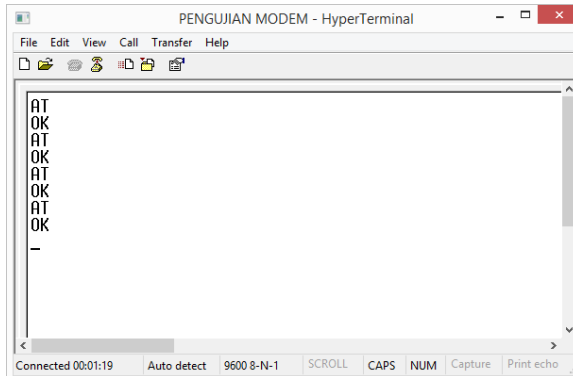 PENGUJIAN MODEM - HyperTerminal
File Edit View Call Transfer Help
AT
OK
AT
OK
AT
OK
AT
OK
Connected 00:01:19 Auto detect 9600 8-N-1 SCROLL CAPS NUM Capture Print echo